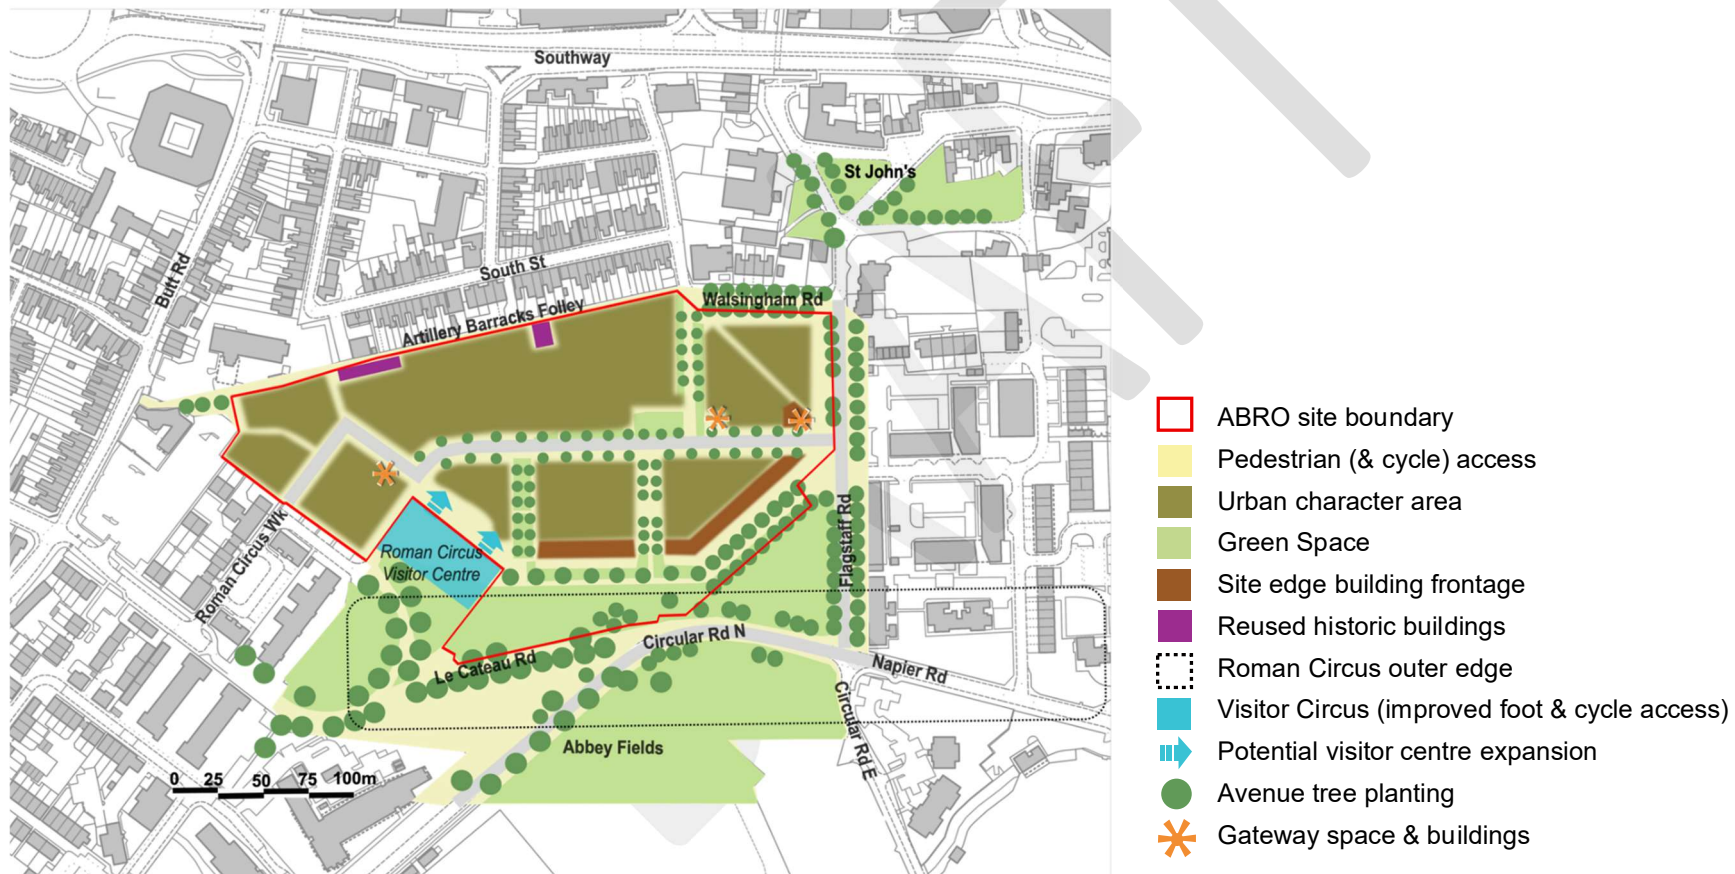 Southway
St John's
South St
Butt Rd
Walsingham Rd
Artillery Barracks Folley
Roman Circus Wk
Roman Circus
Visitor Centre
Flagstaff Rd
Circular Rd N
Le Cateau Rd
Napier Rd
Circular Rd E
Abbey Fields
0 25 50 75 100m
ABRO site boundary
Pedestrian (& cycle) access
Urban character area
Green Space
Site edge building frontage
Reused historic buildings
Roman Circus outer edge
Visitor Circus (improved foot & cycle access)
Potential visitor centre expansion
Avenue tree planting
Gateway space & buildings